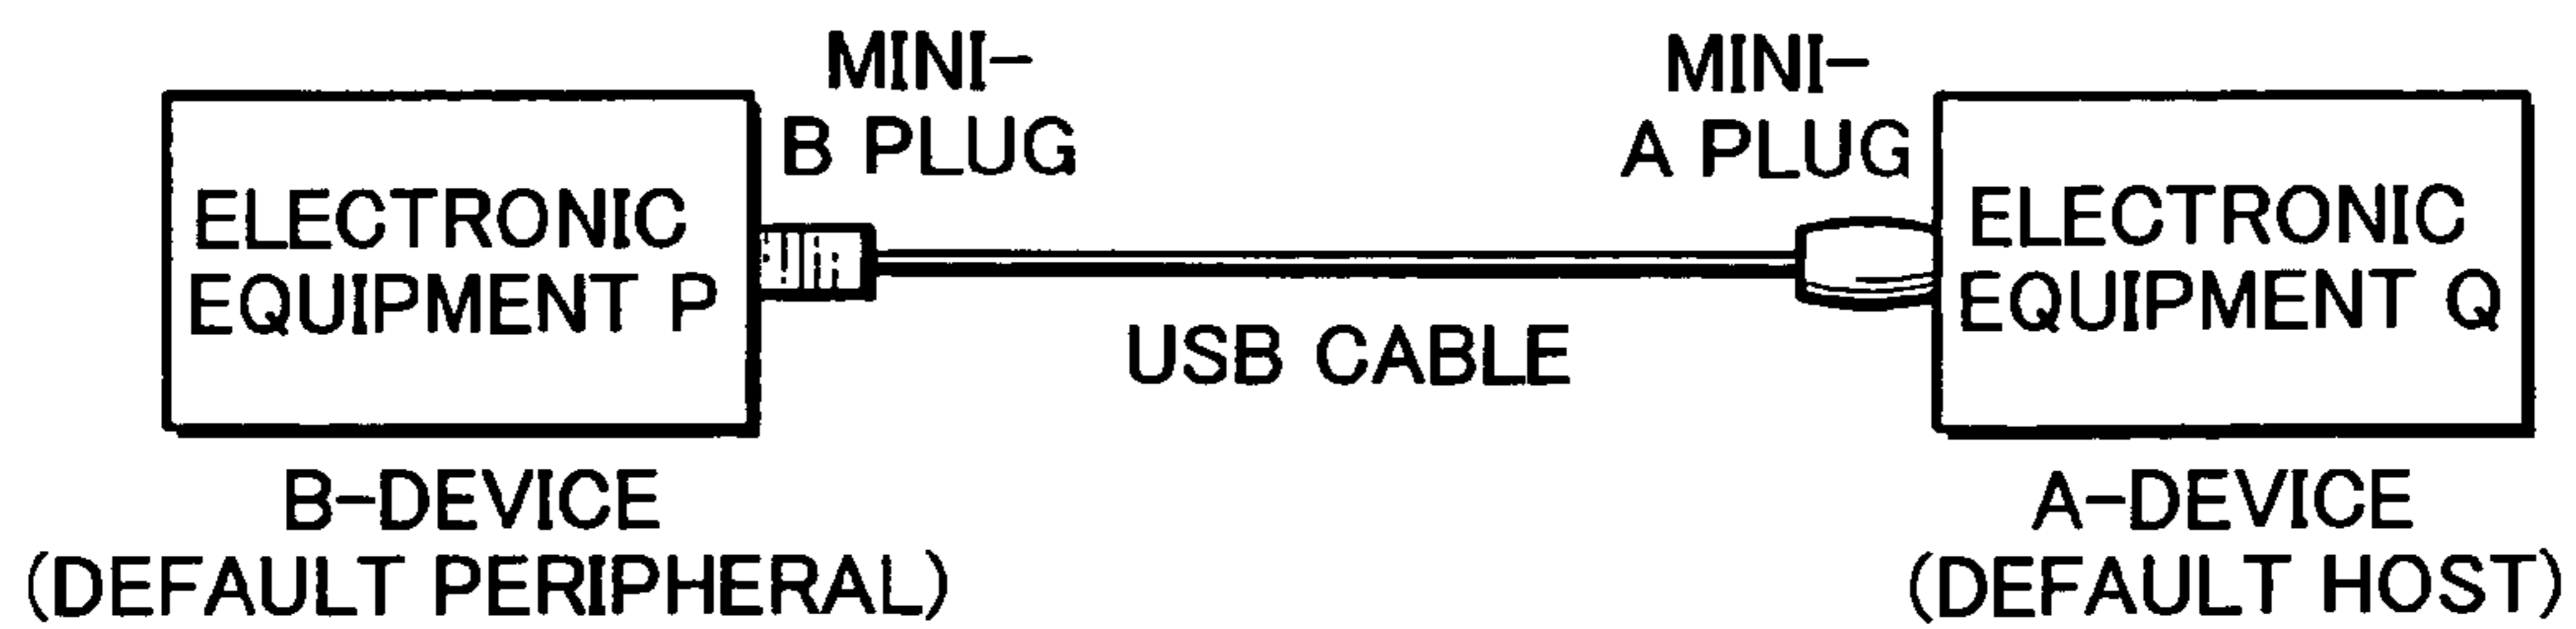 MINI-
B PLUG
MINI-
A PLUG
ELECTRONIC
EQUIPMENT P
ELECTRONIC
EQUIPMENT Q
USB CABLE
B-DEVICE
(DEFAULT PERIPHERAL)
A-DEVICE
(DEFAULT HOST)